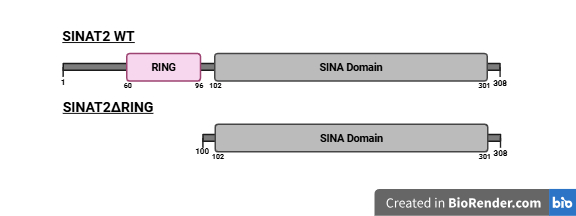 SINAT2 WT
RING
SINA Domain
1
60
96
102
301
308
SINAT2ΔRING
SINA Domain
100
102
301
308
Created in BioRender.com bio